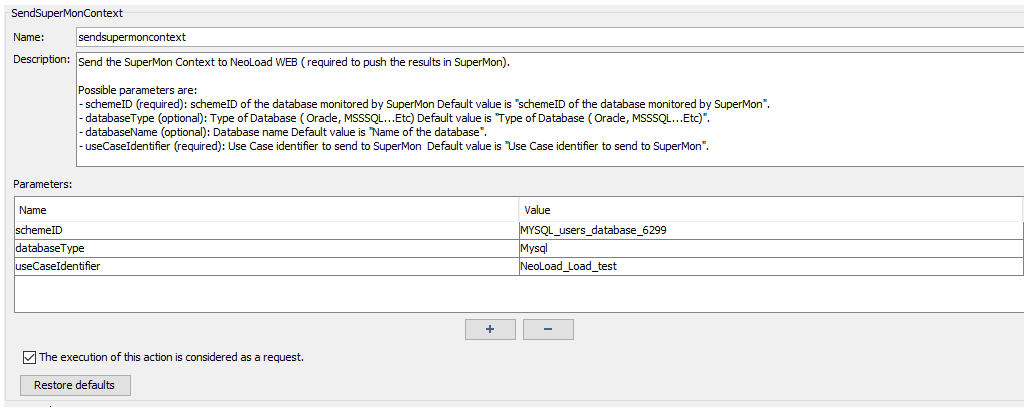 SendSuperMonContext
Name: sendsupermoncontext
Description: Send the SuperMon Context to NeoLoad WEB ( required to push the results in SuperMon).
Possible parameters are:
- schemeID (required): schemeID of the database monitored by SuperMon Default value is "schemeID of the database monitored by SuperMon".
- databaseType (optional): Type of Database ( Oracle, MSSSQL...Etc) Default value is "Type of Database ( Oracle, MSSSQL...Etc)".
- databaseName (optional): Database name Default value is "Name of the database".
- useCaseIdentifier (required): Use Case identifier to send to SuperMon  Default value is "Use Case identifier to send to SuperMon".
Parameters:
Name Value
schemeID MYSQL_users_database_6299
databaseType Mysql
useCaseIdentifier NeoLoad_Load_test
+ −
The execution of this action is considered as a request.
Restore defaults